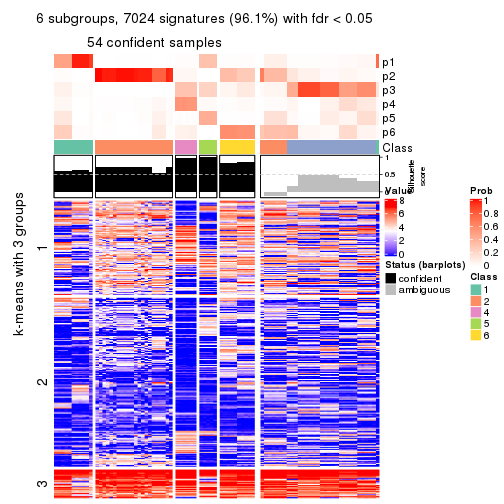 6 subgroups, 7024 signatures (96.1%) with fdr < 0.05
54 confident samples
p1
p2
p3
p4
p5
p6
Class
1
0.5
0
Silhouette
score
k-means with 3 groups
1
2
3
Value
8
6
4
2
0
Status (barplots)
confident
ambiguous
Prob
1
0.8
0.6
0.4
0.2
0
Class
1
2
4
5
6